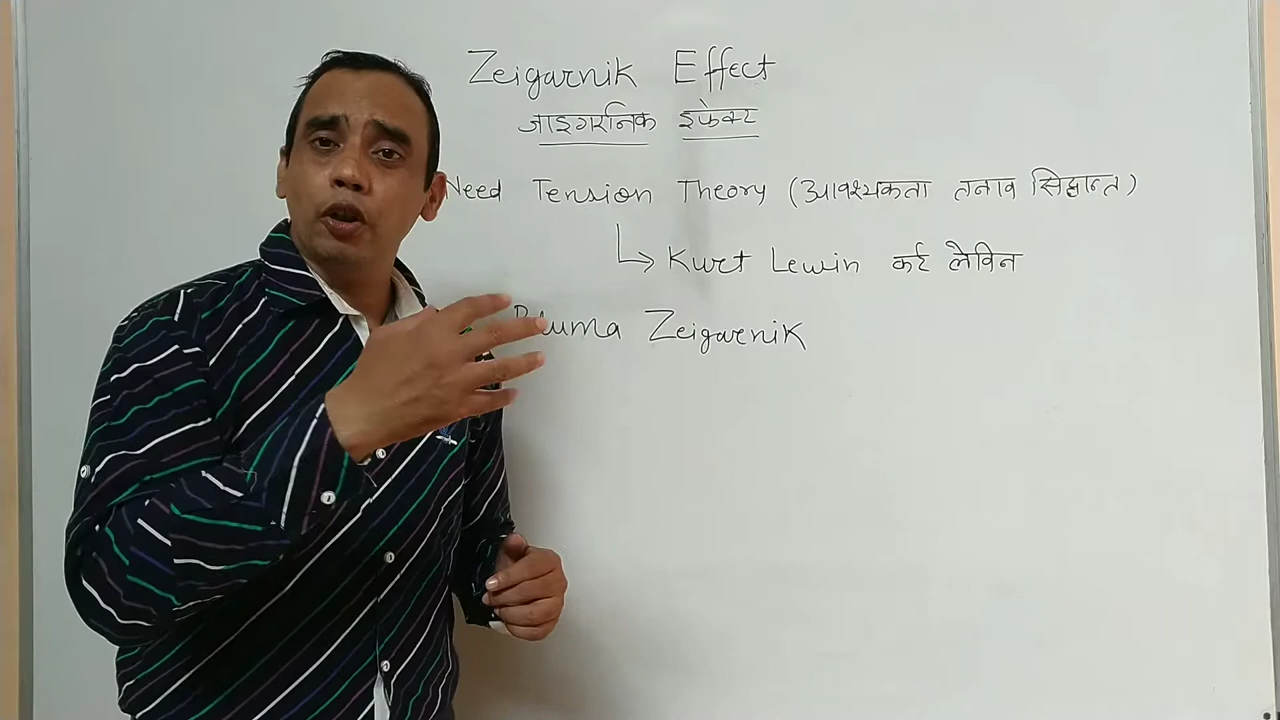 Zeigarnik Effect
जाइगरनिक इफेक्ट
Need Tension Theory (आवश्यकता तनाव सिद्धान्त)
Kurt Lewin कर्ट लेविन
Bluma Zeigarnik